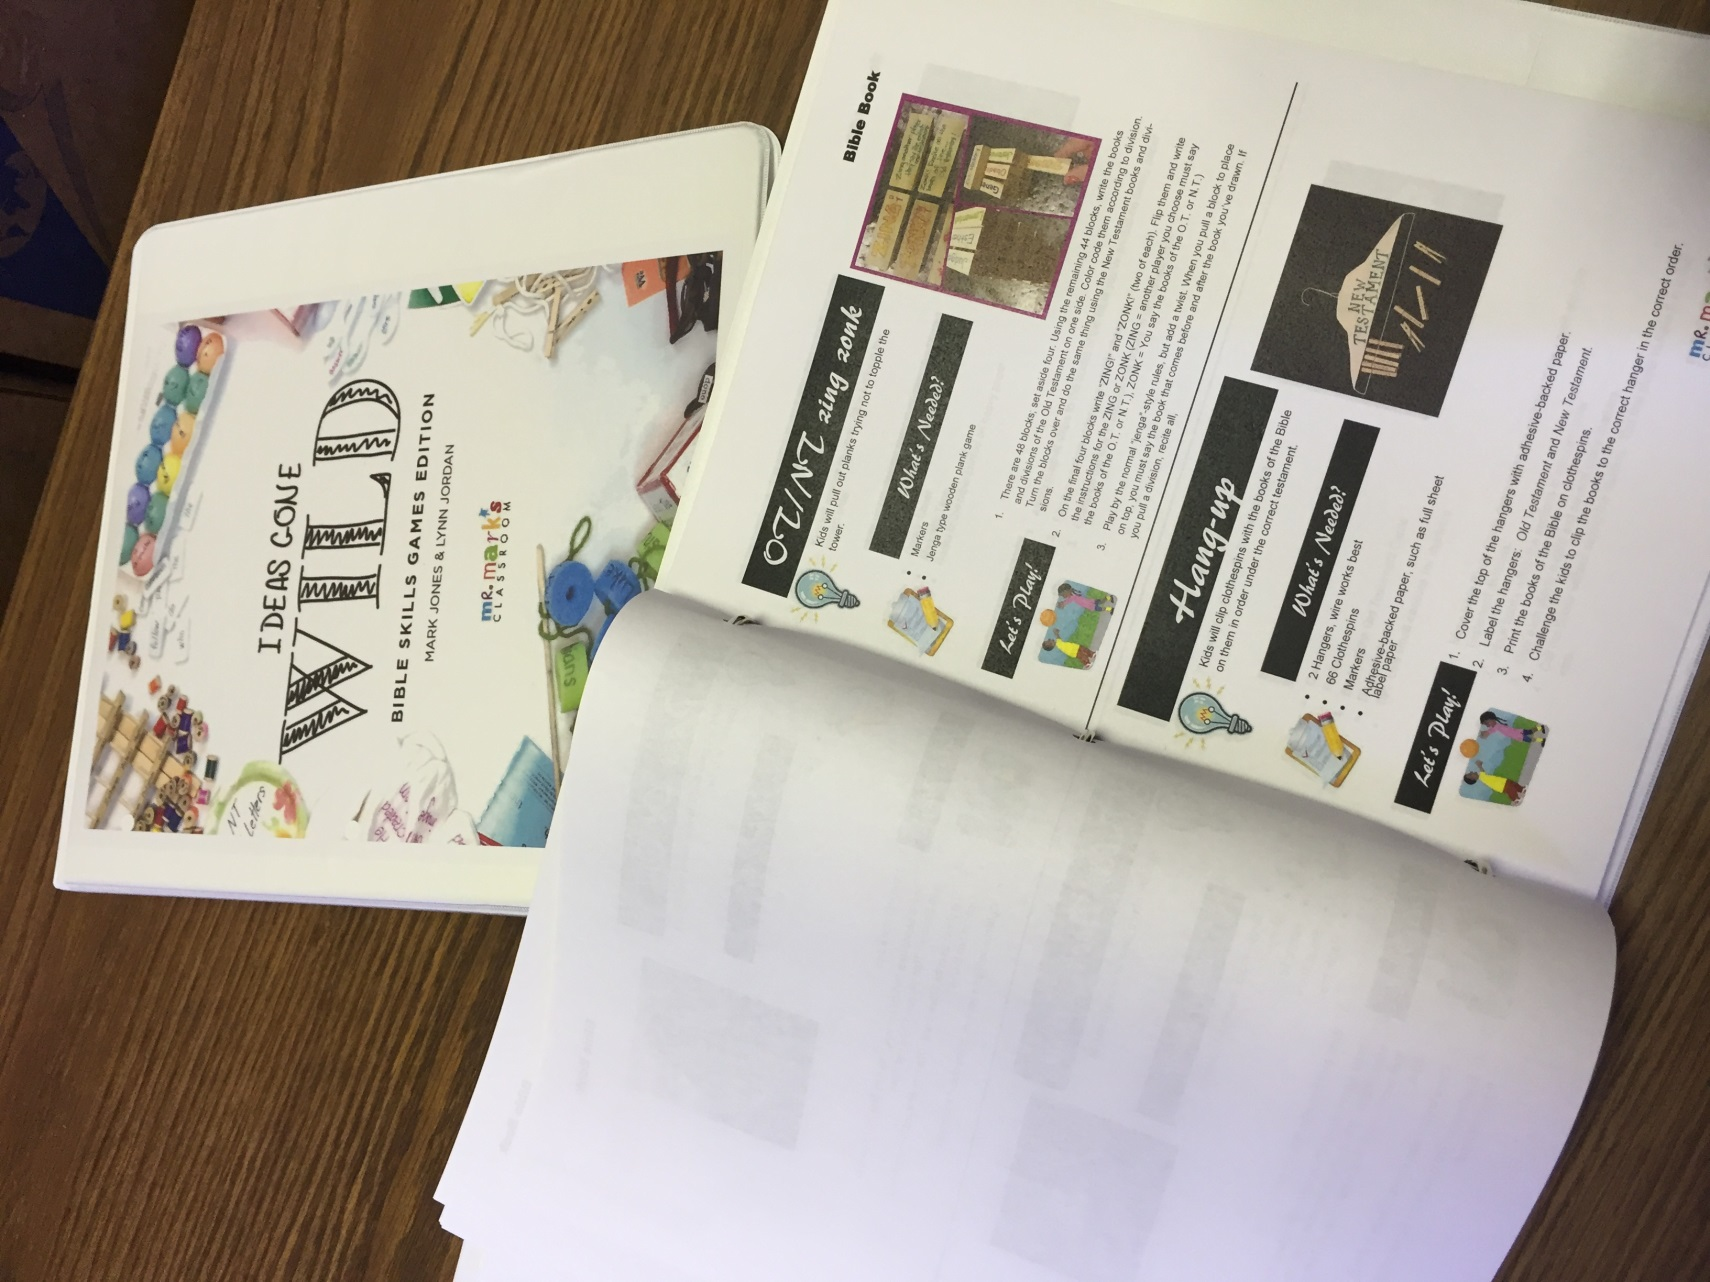 IDEAS GONE
WILD
BIBLE SKILLS GAMES EDITION
MARK JONES & LYNN JORDAN
mR. maRk's
CLASSROOM
NT
Letters
Bible Book
OT/NT zing zonk
Kids will pull out planks trying not to topple the
tower.
What's Needed?
• Markers
• Jenga type wooden plank game
Let's Play!
1. There are 48 blocks, set aside four. Using the remaining 44 blocks, write the books
and divisions of the Old Testament on one side. Color code them according to division.
Turn the blocks over and do the same thing using the New Testament books and divi-
sions.
2. On the final four blocks write "ZING!" and "ZONK!" (two of each). Flip them and write
the instructions for the ZING or ZONK (ZING = another player you choose must say
the books of the O.T. or N.T.), ZONK = You say the books of the O.T. or N.T.)
3. Play by the normal "jenga"-style rules, but add a twist. When you pull a block to place
on top, you must say the book that comes before and after the book you've drawn. If
you pull a division, recite all.
Hang-up
Kids will clip clothespins with the books of the Bible
on them in order under the correct testament.
NEW
TESTAMENT
What's Needed?
• 2 Hangers, wire works best
• 66 Clothespins
• Markers
• Adhesive-backed paper, such as full sheet
label paper
Let's Play!
1. Cover the top of the hangers with adhesive-backed paper.
2. Label the hangers: Old Testament and New Testament.
3. Print the books of the Bible on clothespins.
4. Challenge the kids to clip the books to the correct hanger in the correct order.
mR. m